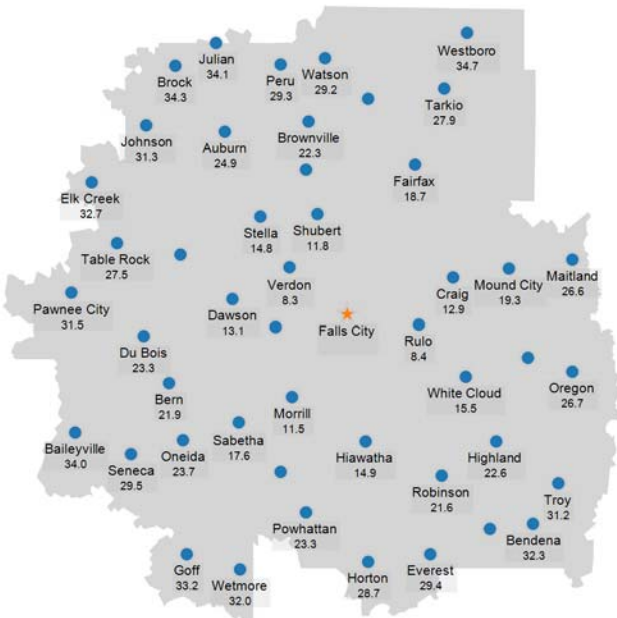 Westboro
34.7
Julian
34.1
Watson
29.2
Peru
29.3
Brock
34.3
Tarkio
27.9
Brownville
22.3
Johnson
31.3
Auburn
24.9
Fairfax
18.7
Elk Creek
32.7
Shubert
11.8
Stella
14.8
Table Rock
27.5
Maitland
26.6
Verdon
8.3
Mound City
19.3
Craig
12.9
Pawnee City
31.5
Dawson
13.1
Falls City
Rulo
8.4
Du Bois
23.3
Oregon
26.7
White Cloud
15.5
Bern
21.9
Morrill
11.5
Sabetha
17.6
Baileyville
34.0
Oneida
23.7
Hiawatha
14.9
Highland
22.6
Seneca
29.5
Robinson
21.6
Troy
31.2
Powhattan
23.3
Bendena
32.3
Goff
33.2
Everest
29.4
Horton
28.7
Wetmore
32.0